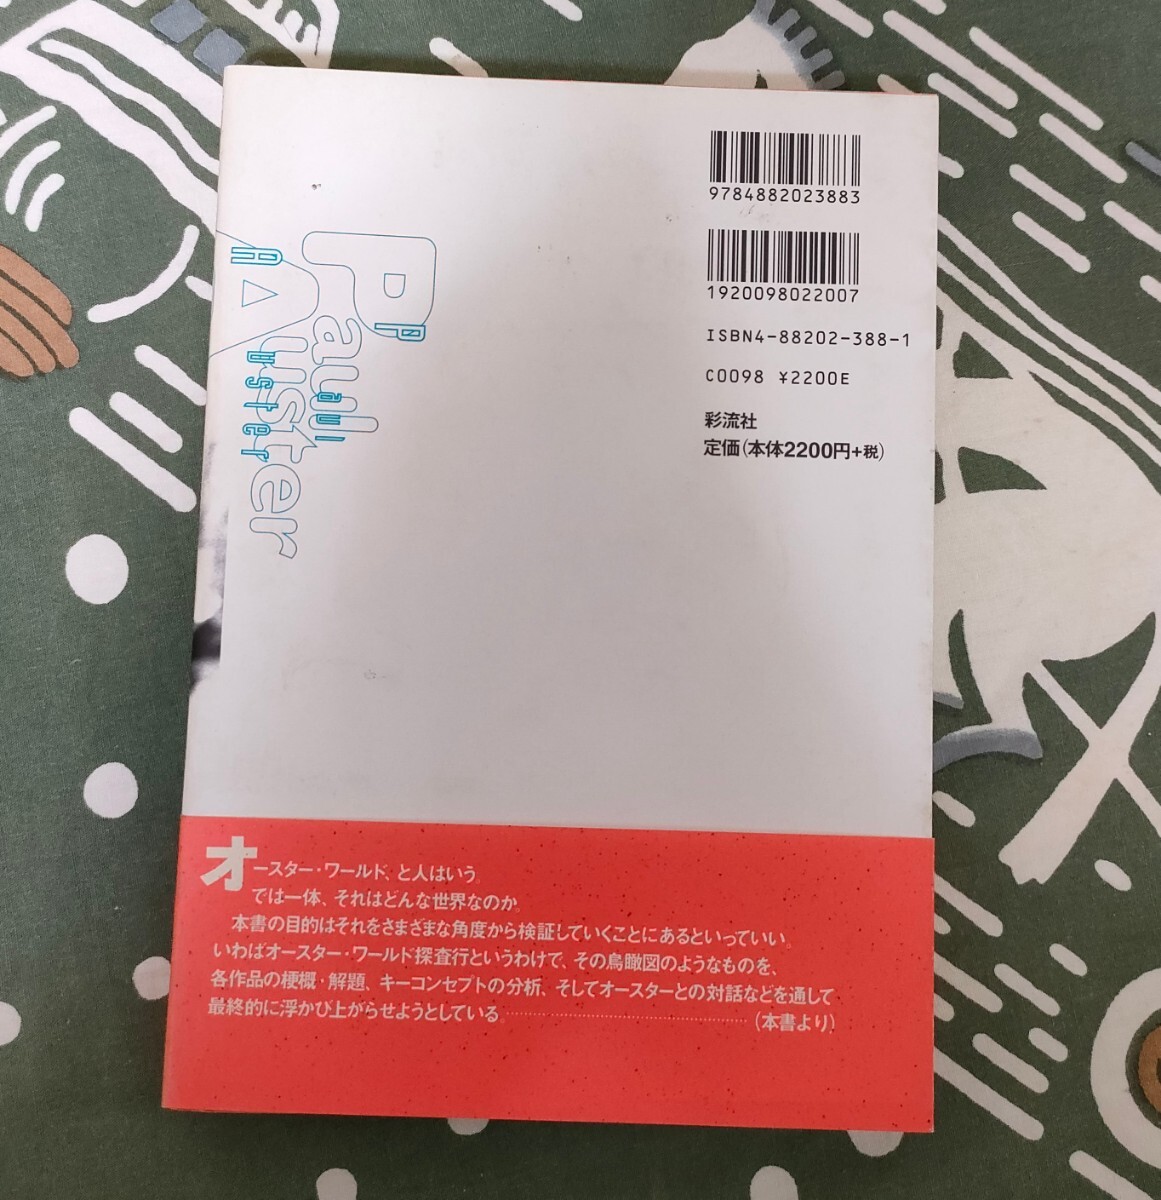 9784882023883
1920098022007
ISBN4-88202-388-1
C0098 ¥2200E
彩流社
定価(本体2200円+税)
Paul
Auster
Paul
Auster
オースター・ワールド、と人はいう。
では一体、それはどんな世界なのか。
本書の目的はそれをさまざまな角度から検証していくことにあるといっていい。
いわばオースター・ワールド探査行というわけで、その鳥瞰図のようなものを、
各作品の梗概・解題、キーコンセプトの分析、そしてオースターとの対話などを通して
最終的に浮かび上がらせようとしている。……………………………………(本書より)